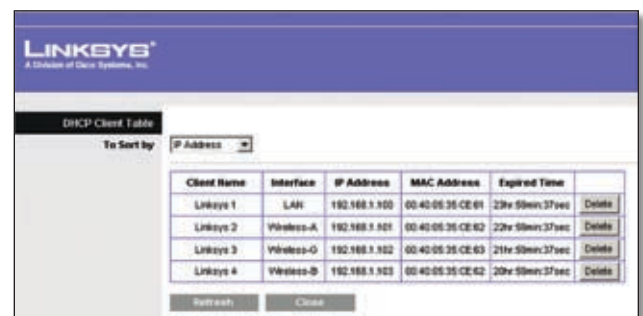 LINKSYS®
A Division of Cisco Systems, Inc.
DHCP Client Table
To Sort by IP Address
Client Name Interface IP Address MAC Address Expired Time
Linksys 1 LAN 192.168.1.100 00:40:05:35:CE:61 23hr:59min:37sec Delete
Linksys 2 Wireless-A 192.168.1.101 00:40:05:35:CE:62 22hr:59min:37sec Delete
Linksys 3 Wireless-G 192.168.1.102 00:40:05:35:CE:63 21hr:59min:37sec Delete
Linksys 4 Wireless-B 192.168.1.103 00:40:05:35:CE:62 20hr:59min:37sec Delete
Refresh Close